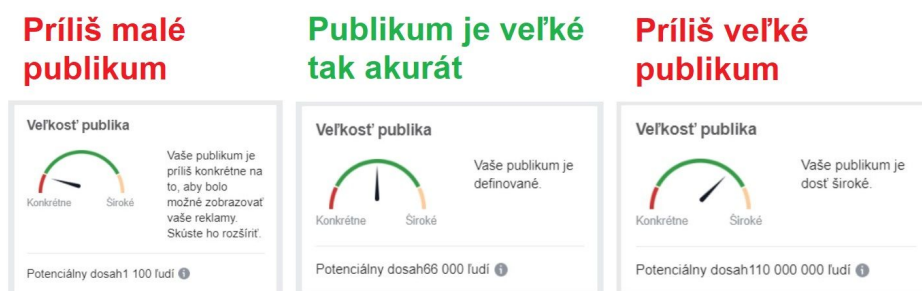 Príliš malé
publikum
Veľkosť publika
Vaše publikum je
príliš konkrétne na
to, aby bolo
možné zobrazovať
vaše reklamy.
Skúste ho rozšíriť.
Konkrétne Široké
Potenciálny dosah1 100 ľudí
Publikum je veľké
tak akurát
Veľkosť publika
Vaše publikum je
definované.
Konkrétne Široké
Potenciálny dosah66 000 ľudí
Príliš veľké
publikum
Veľkosť publika
Vaše publikum je
dosť široké.
Konkrétne Široké
Potenciálny dosah110 000 000 ľudí